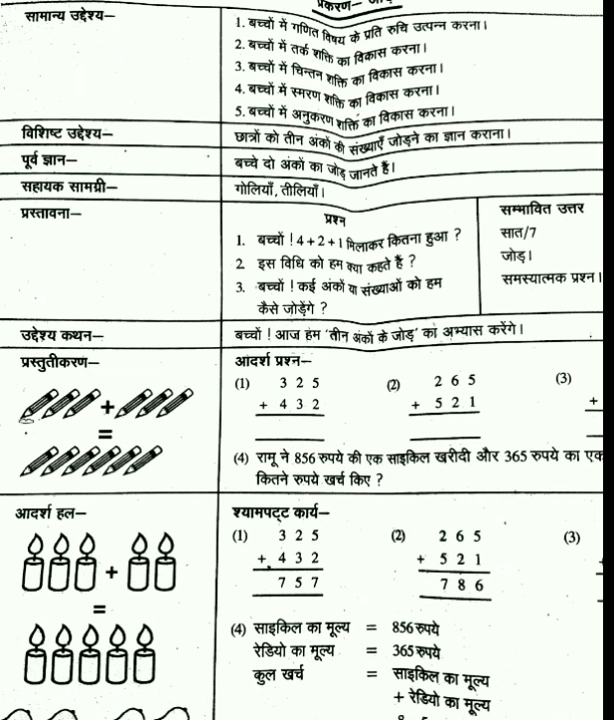 प्रकरण—
सामान्य उद्देश्य—
1. बच्चों में गणित विषय के प्रति रुचि उत्पन्न करना।
2. बच्चों में तर्क शक्ति का विकास करना।
3. बच्चों में चिन्तन शक्ति का विकास करना।
4. बच्चों में स्मरण शक्ति का विकास करना।
5. बच्चों में अनुकरण शक्ति का विकास करना।
विशिष्ट उद्देश्य— छात्रों को तीन अंकों की संख्याएँ जोड़ने का ज्ञान कराना।
पूर्व ज्ञान— बच्चे दो अंकों का जोड़ जानते हैं।
सहायक सामग्री— गोलियाँ, तीलियाँ।
प्रस्तावना— प्रश्न सम्भावित उत्तर
1. बच्चों ! 4 + 2 + 1 मिलाकर कितना हुआ ? सात/7
2. इस विधि को हम क्या कहते हैं ? जोड़।
3. बच्चों ! कई अंकों या संख्याओं को हम समस्यात्मक प्रश्न।
कैसे जोड़ेंगे ?
उद्देश्य कथन— बच्चों ! आज हम 'तीन अंकों के जोड़' का अभ्यास करेंगे।
प्रस्तुतीकरण— आदर्श प्रश्न—
(1) 3 2 5 (2) 2 6 5 (3)
+ 4 3 2 + 5 2 1 +
+
=
(4) रामू ने 856 रुपये की एक साइकिल खरीदी और 365 रुपये का एक
कितने रुपये खर्च किए ?
आदर्श हल— श्यामपट्ट कार्य—
(1) 3 2 5 (2) 2 6 5 (3)
+ 4 3 2 + 5 2 1
7 5 7 7 8 6
+
=
(4) साइकिल का मूल्य = 856 रुपये
रेडियो का मूल्य = 365 रुपये
कुल खर्च = साइकिल का मूल्य
+ रेडियो का मूल्य